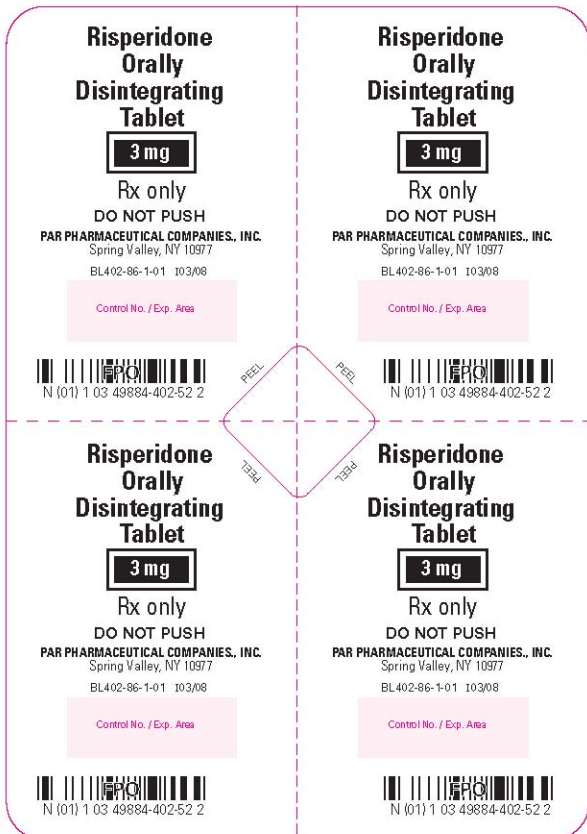 Risperidone
Orally
Disintegrating
Tablet
3 mg
Rx only
DO NOT PUSH
PAR PHARMACEUTICAL COMPANIES., INC.
Spring Valley, NY 10977
BL402-86-1-01 I03/08
Control No. / Exp. Area
FPO
N (01) 1 03 49884-402-52 2
PEEL
Risperidone
Orally
Disintegrating
Tablet
3 mg
Rx only
DO NOT PUSH
PAR PHARMACEUTICAL COMPANIES., INC.
Spring Valley, NY 10977
BL402-86-1-01 I03/08
Control No. / Exp. Area
FPO
N (01) 1 03 49884-402-52 2
PEEL
Risperidone
Orally
Disintegrating
Tablet
3 mg
Rx only
DO NOT PUSH
PAR PHARMACEUTICAL COMPANIES., INC.
Spring Valley, NY 10977
BL402-86-1-01 I03/08
Control No. / Exp. Area
FPO
N (01) 1 03 49884-402-52 2
PEEL
Risperidone
Orally
Disintegrating
Tablet
3 mg
Rx only
DO NOT PUSH
PAR PHARMACEUTICAL COMPANIES., INC.
Spring Valley, NY 10977
BL402-86-1-01 I03/08
Control No. / Exp. Area
FPO
N (01) 1 03 49884-402-52 2
PEEL